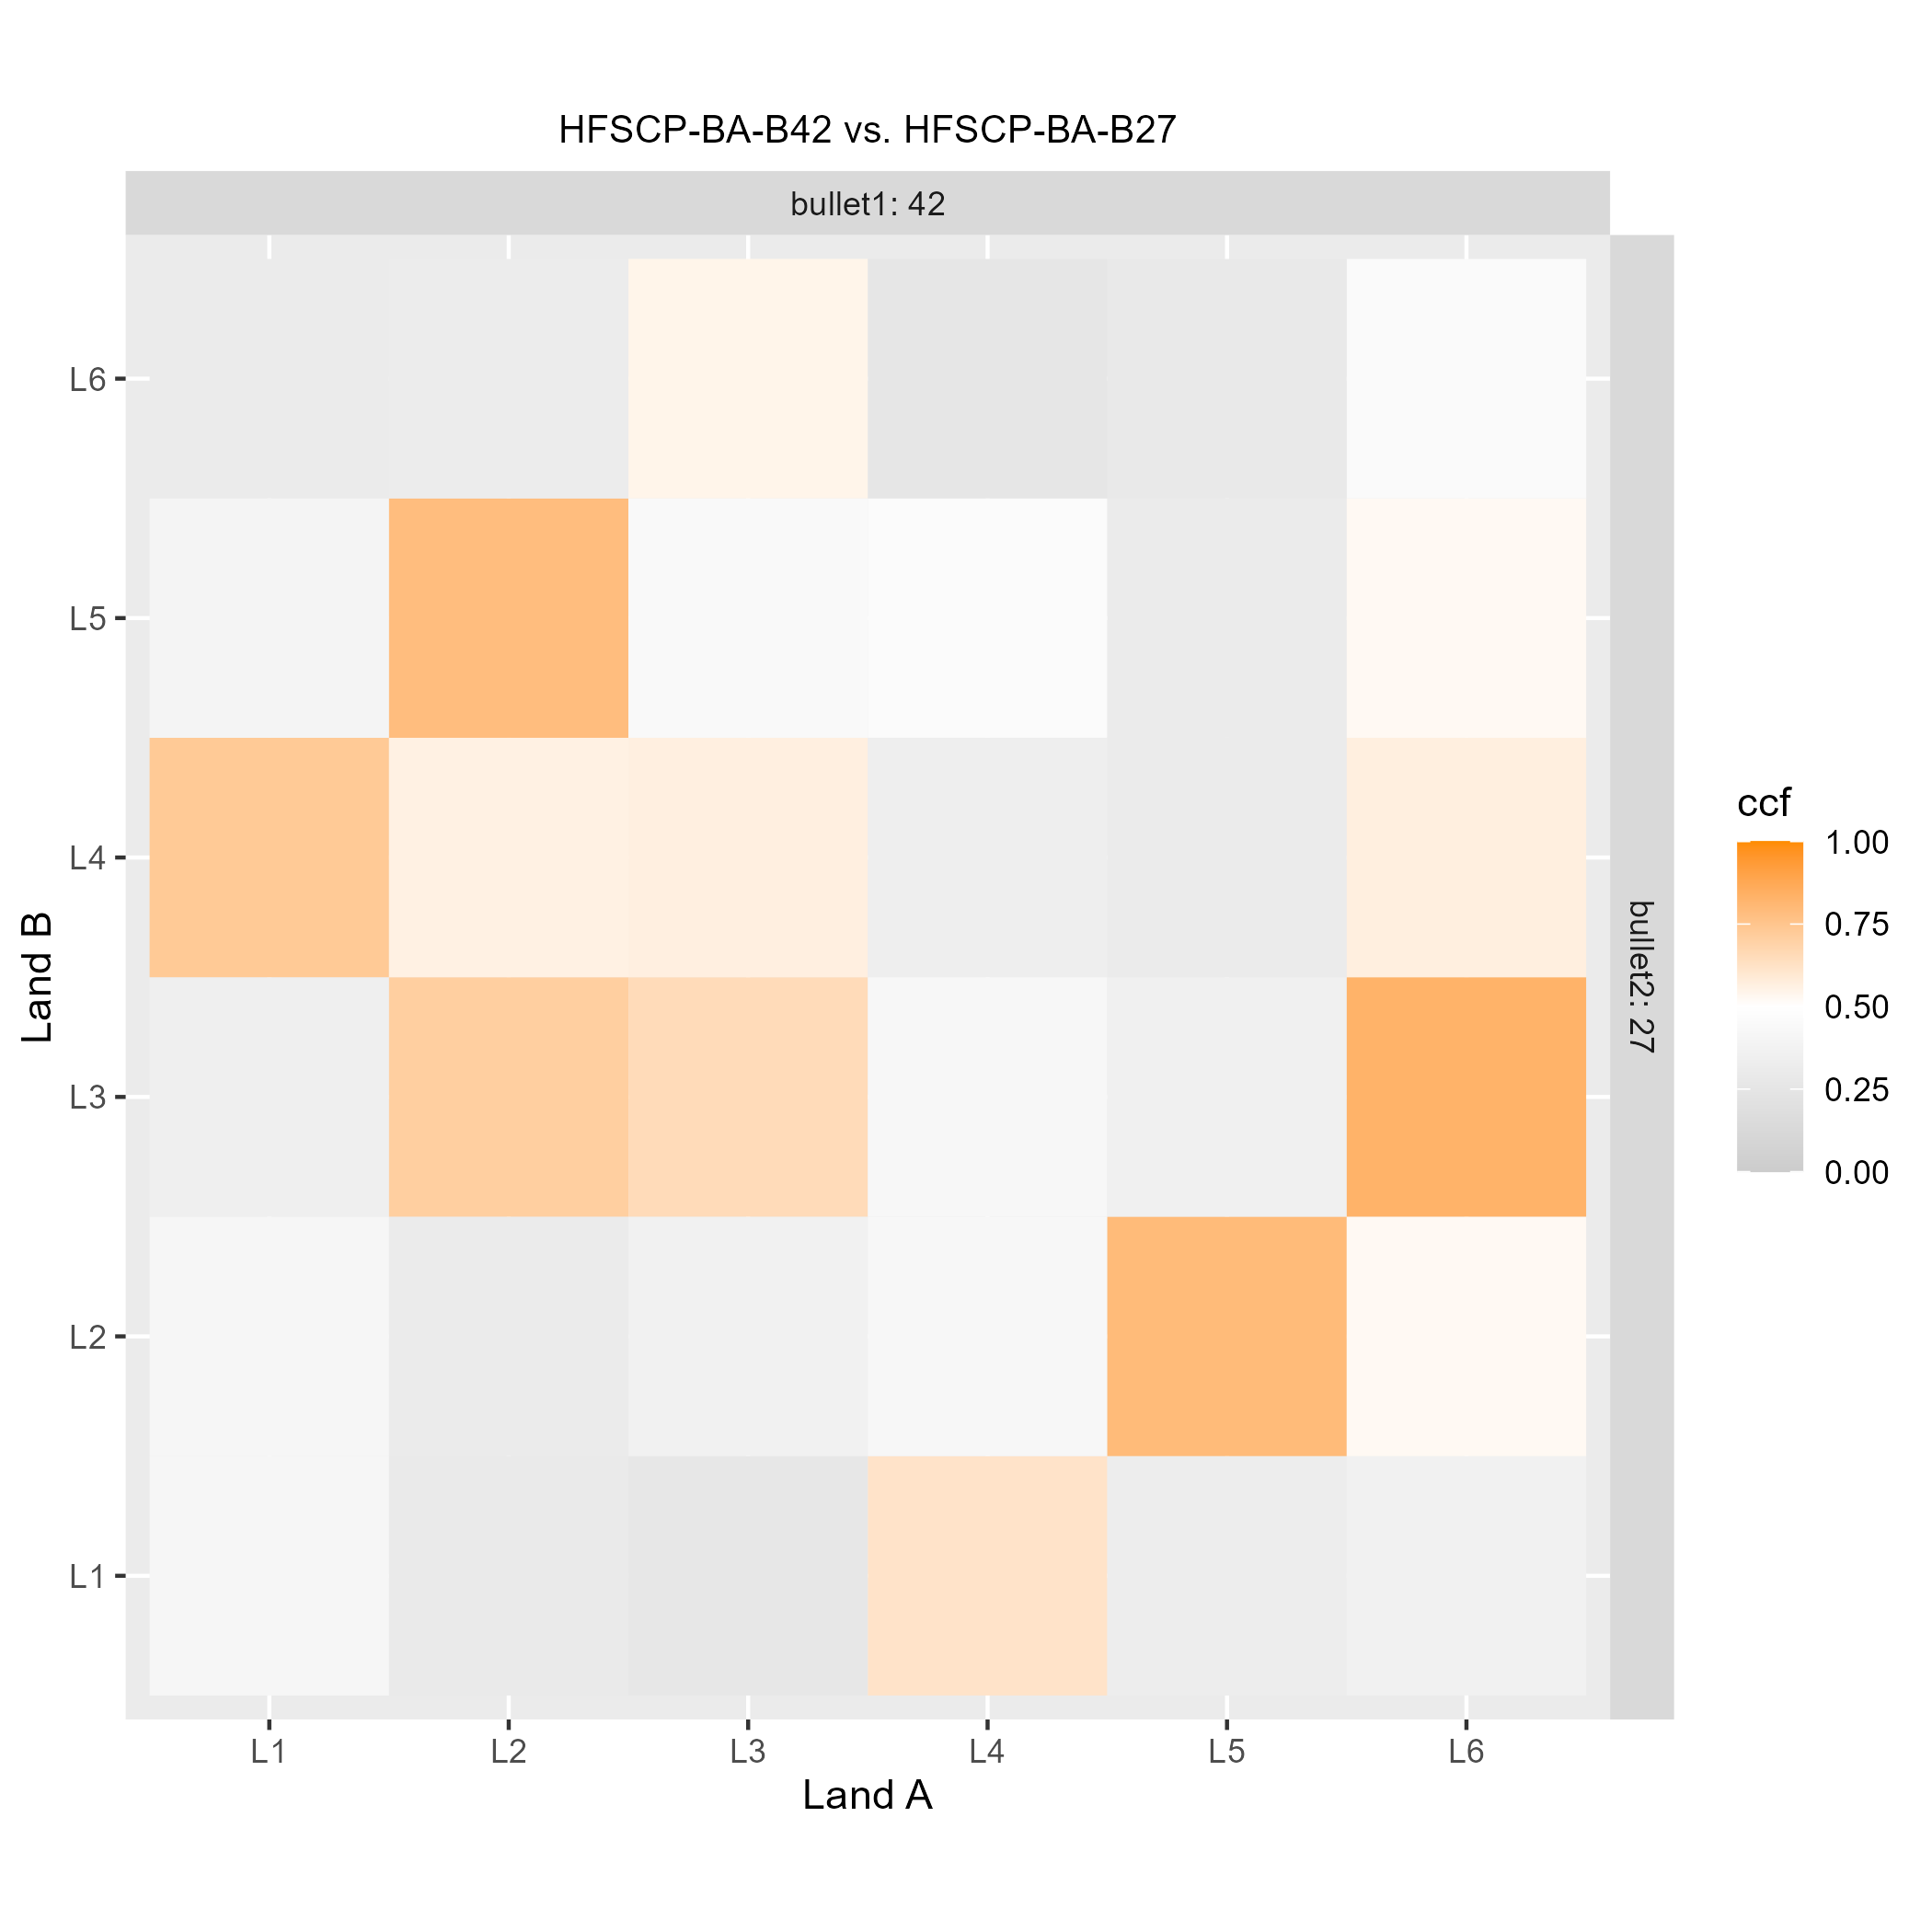 HFSCP-BA-B42 vs. HFSCP-BA-B27
bullet1: 42
L6
L5
L4
L3
L2
L1
Land B
bullet2: 27
L1 L2 L3 L4 L5 L6
Land A
ccf
1.00
0.75
0.50
0.25
0.00